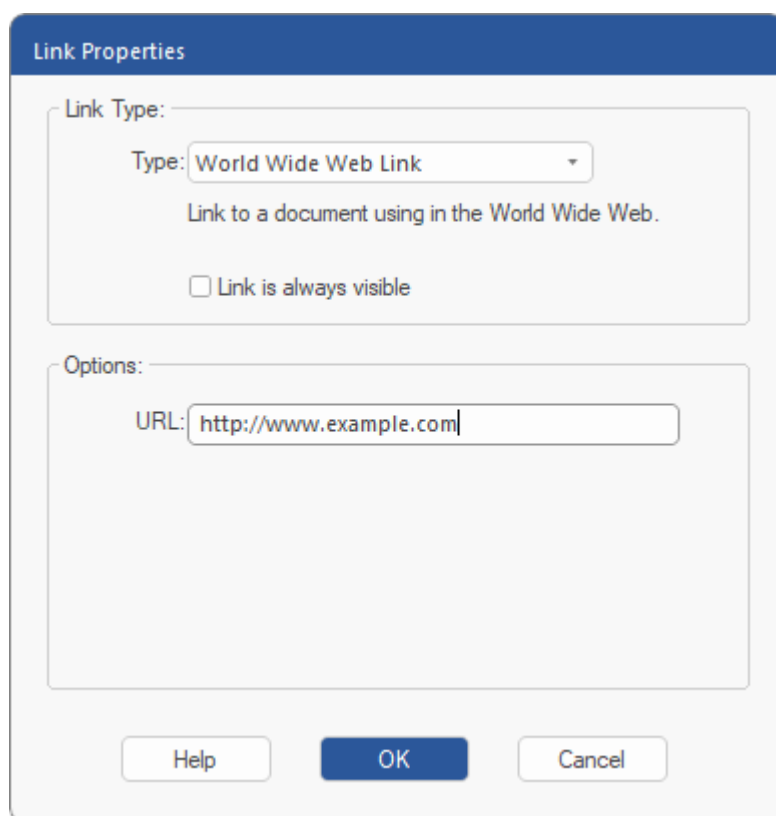 Link Properties
Link Type:
Type: World Wide Web Link
Link to a document using in the World Wide Web.
Link is always visible
Options:
URL: http://www.example.com
Help OK Cancel